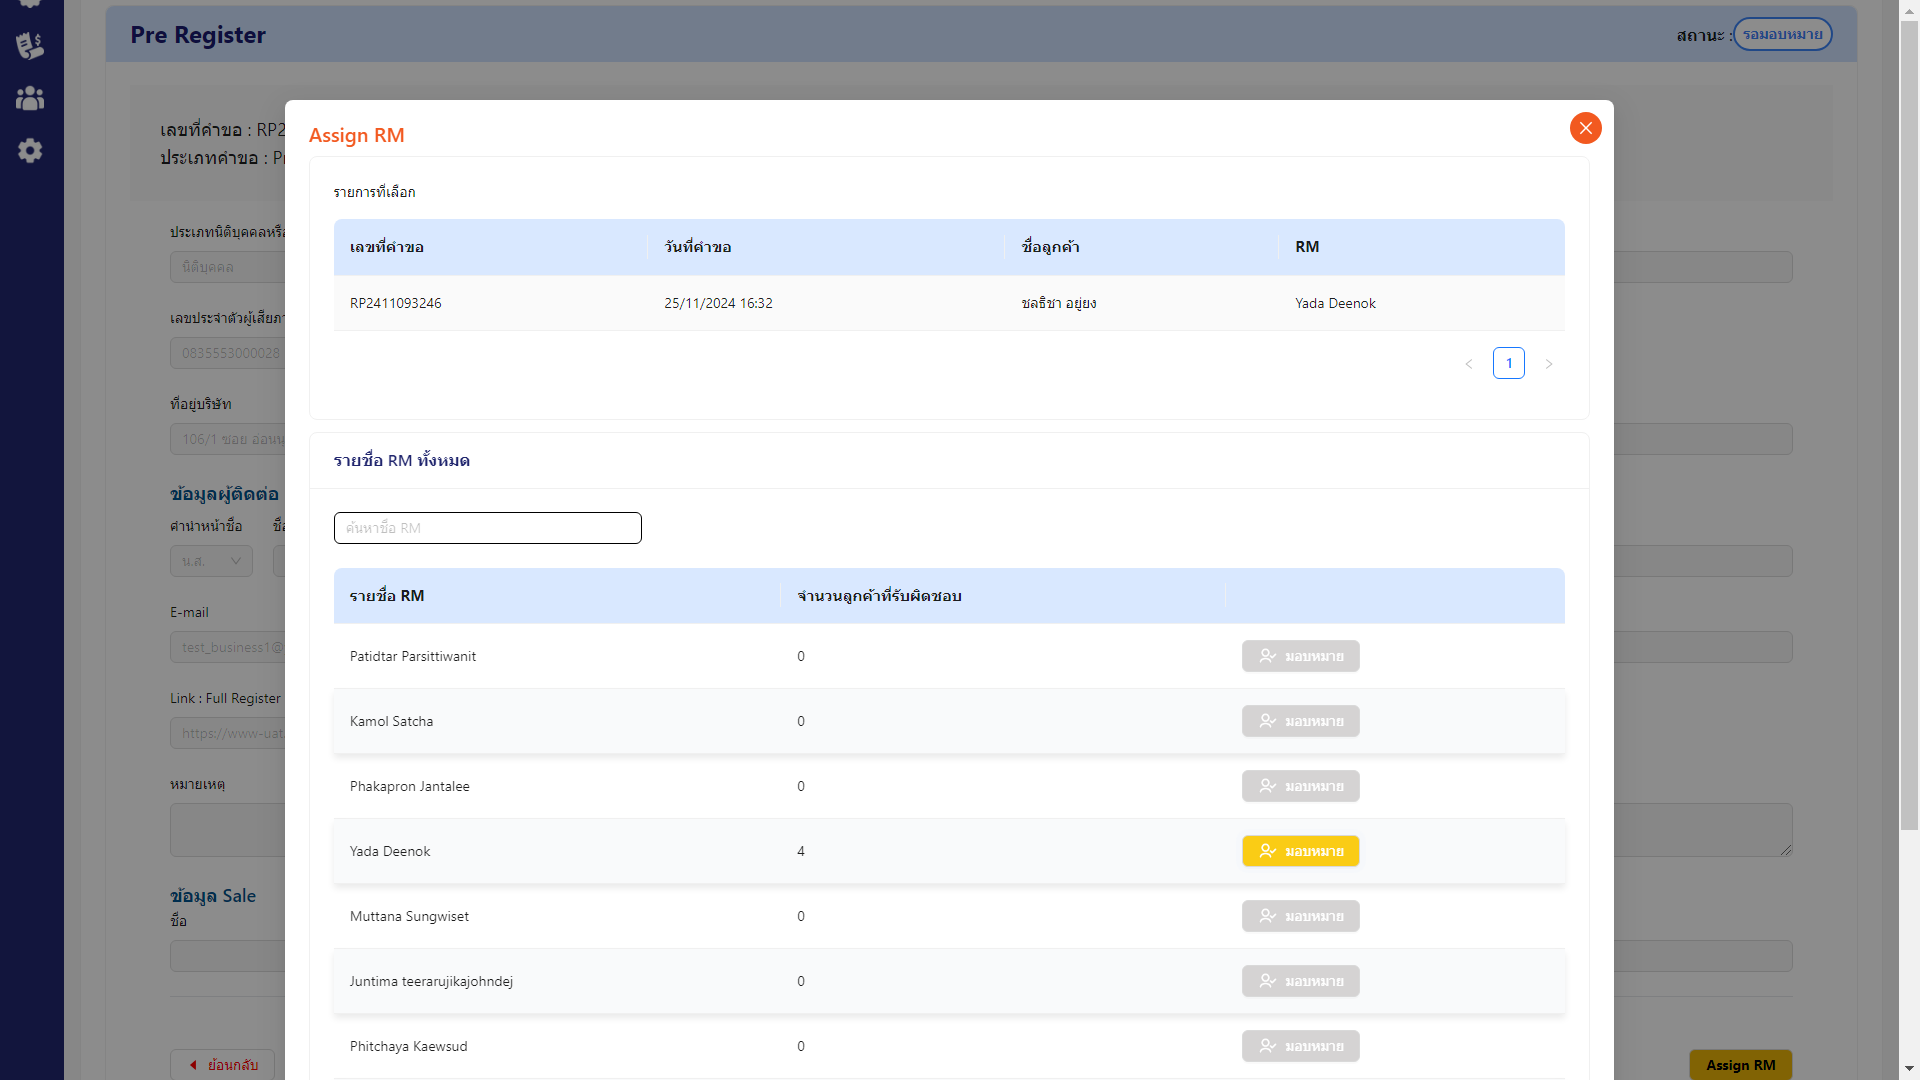 Pre Register
สถานะ : รอมอบหมาย
เลขที่คำขอ : RP2
ประเภทคำขอ :
Assign RM
รายการที่เลือก
เลขที่คำขอ วันที่คำขอ ชื่อลูกค้า RM
RP2411093246 25/11/2024 16:32 ชลธิชา อยู่ยง Yada Deenok
1
รายชื่อ RM ทั้งหมด
ค้นหาชื่อ RM
รายชื่อ RM จำนวนลูกค้าที่รับผิดชอบ
Patidtar Parsittiwanit 0 มอบหมาย
Kamol Satcha 0 มอบหมาย
Phakapron Jantalee 0 มอบหมาย
Yada Deenok 4 มอบหมาย
Muttana Sungwiset 0 มอบหมาย
Juntima teerarujikajohndej 0 มอบหมาย
Phitchaya Kaewsud 0 มอบหมาย
ประเภทนิติบุคคลหรือ
นิติบุคคล
เลขประจำตัวผู้เสียภา
0835553000028
ที่อยู่บริษัท
106/1 ซอย อ่อนนุ
ข้อมูลผู้ติดต่อ
คำนำหน้าชื่อ ชื่อ
น.ส.
E-mail
test_business1@
Link : Full Register
https://www-uat.
หมายเหตุ
ข้อมูล Sale
ชื่อ
ย้อนกลับ
Assign RM